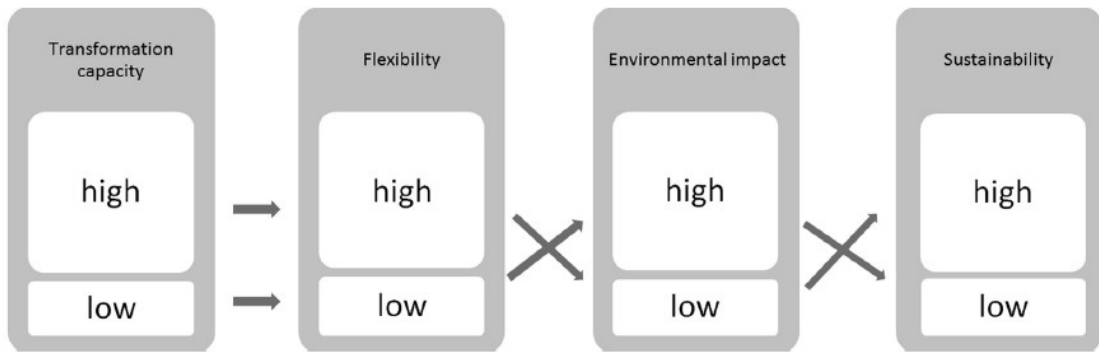 Transformation
capacity
high
low
Flexibility
high
low
Environmental impact
high
low
Sustainability
high
low